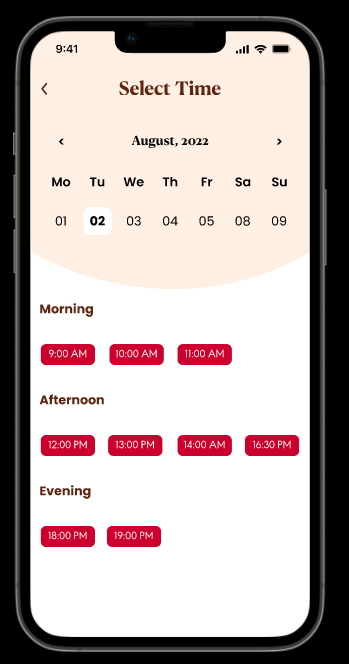 9:41
Select Time
August, 2022
Mo Tu We Th Fr Sa Su
01 02 03 04 05 08 09
Morning
9:00 AM 10:00 AM 11:00 AM
Afternoon
12:00 PM 13:00 PM 14:00 AM 16:30 PM
Evening
18:00 PM 19:00 PM